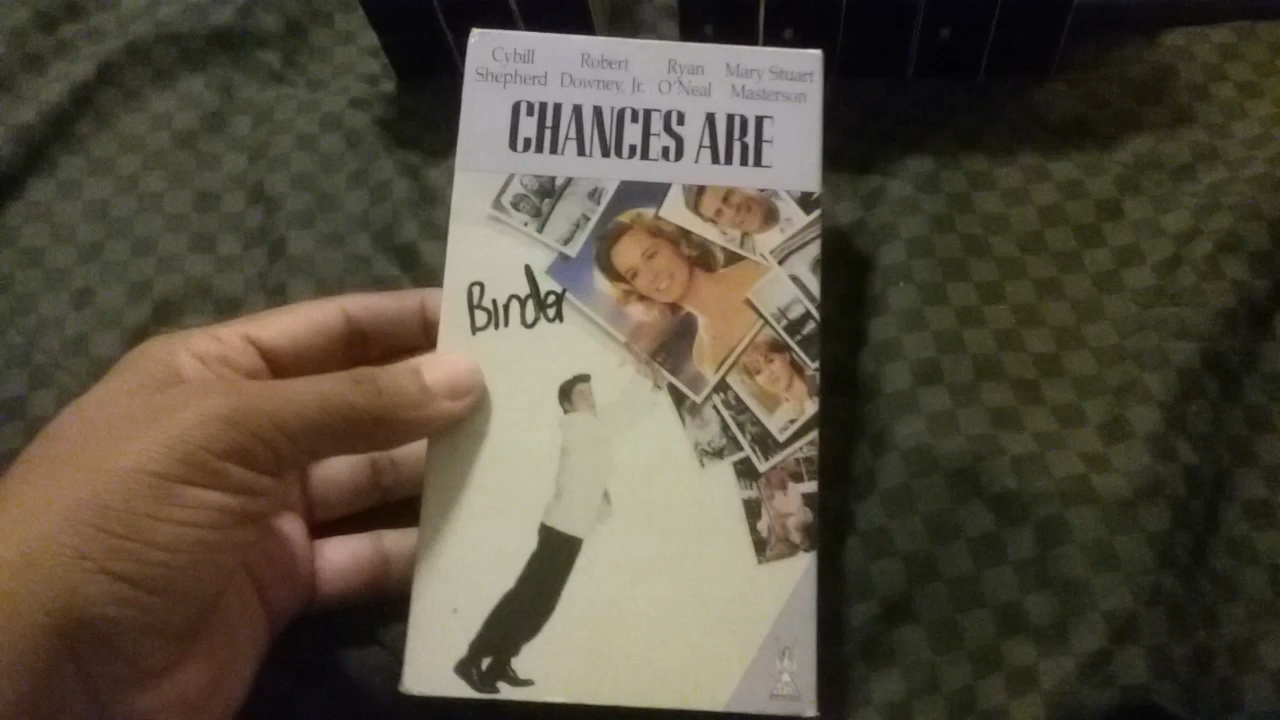 Cybill Robert Ryan Mary Stuart
Shepherd Downey, Jr. O'Neal Masterson
CHANCES ARE
Binder